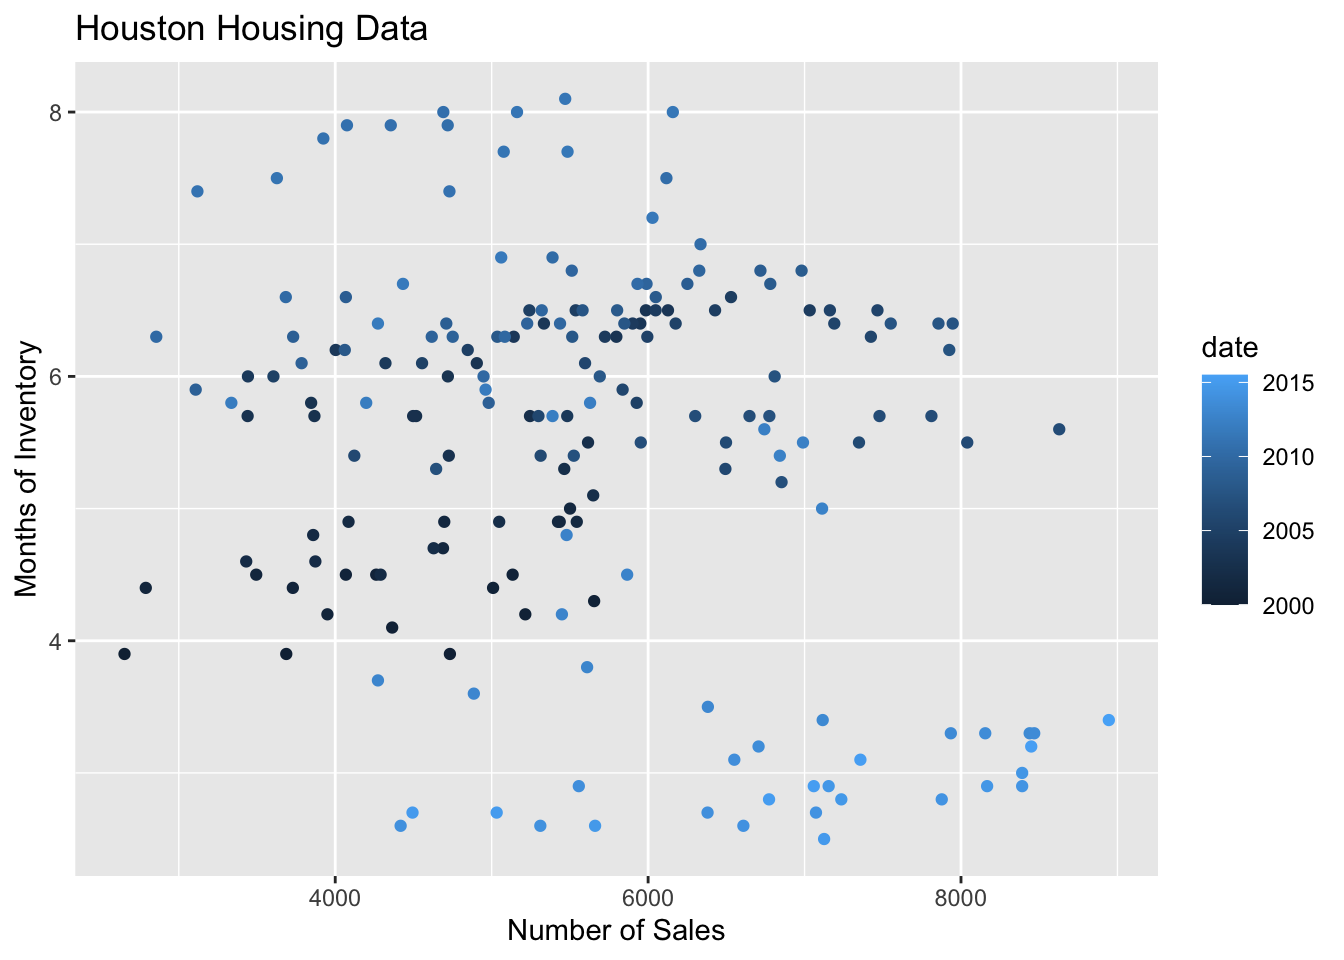 Houston Housing Data
8
6
4
Months of Inventory
4000 6000 8000
Number of Sales
date
2015
2010
2005
2000